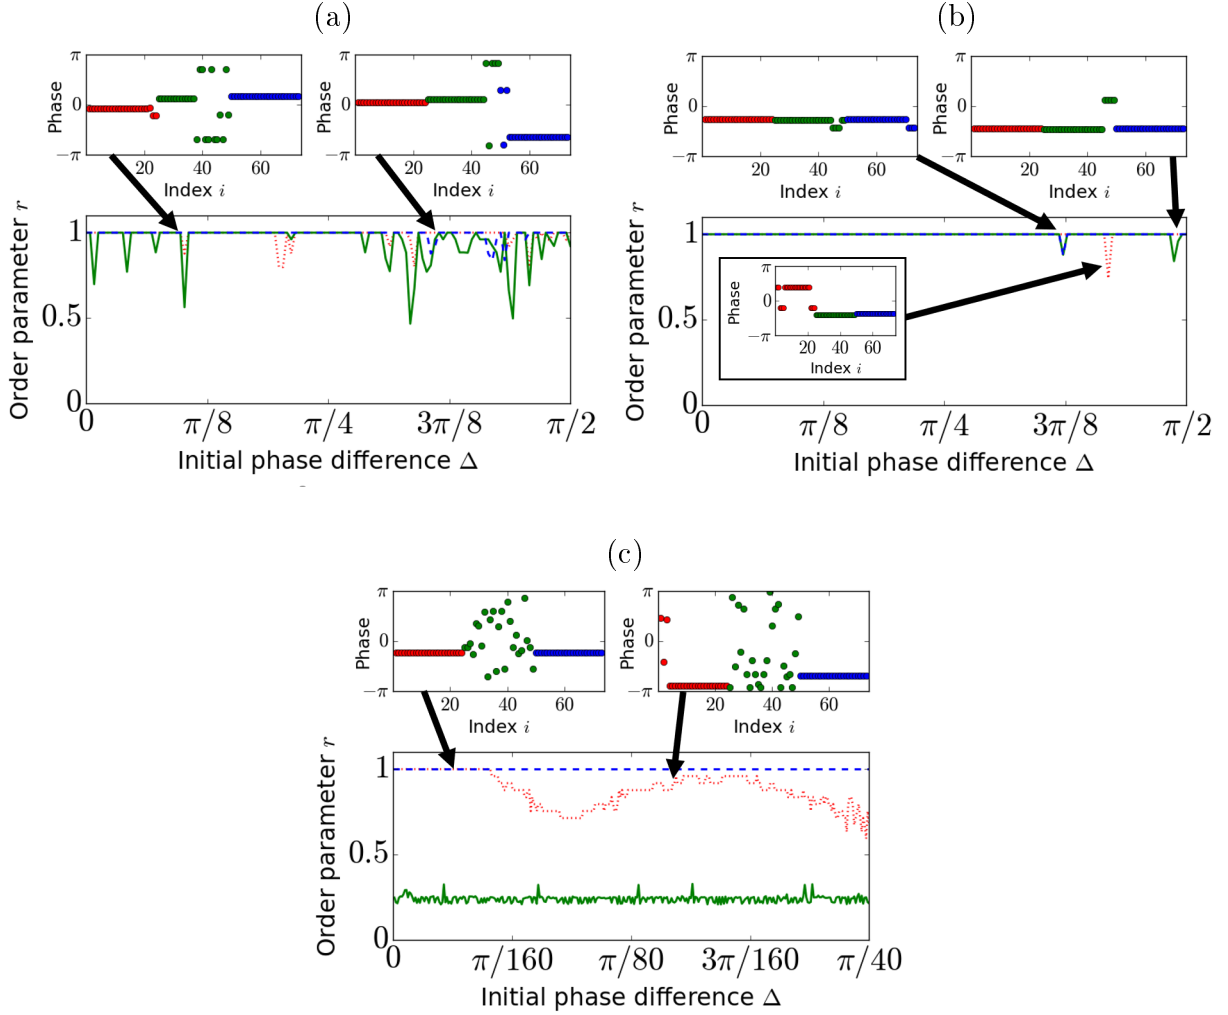 (a)
π
0
−π
Phase
20
40
60
Index i
π
0
−π
Phase
20
40
60
Index i
Order parameter r
1
0.5
0
0
π/8
π/4
3π/8
π/2
Initial phase difference Δ
(b)
π
0
−π
Phase
20
40
60
Index i
π
0
−π
Phase
20
40
60
Index i
Order parameter r
1
0.5
0
π
0
−π
Phase
20
40
60
Index i
0
π/8
π/4
3π/8
π/2
Initial phase difference Δ
(c)
π
0
−π
Phase
20
40
60
Index i
π
0
−π
Phase
20
40
60
Index i
Order parameter r
1
0.5
0
0
π/160
π/80
3π/160
π/40
Initial phase difference Δ